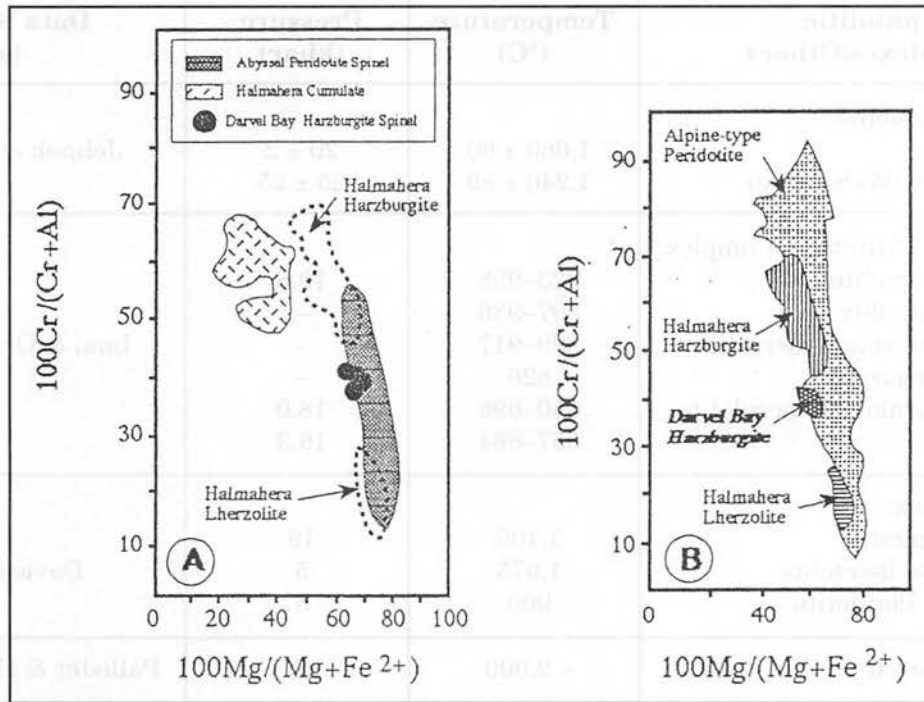 90
70
50
30
10
100Cr/(Cr+Al)
Abyssal Peridotite Spinel
Halmahera Cumulate
Darvel Bay Harzburgite Spinel
Halmahera
Harzburgite
Halmahera
Lherzolite
A
0 20 40 60 80 100
100Mg/(Mg+Fe 2+)
90
70
50
30
10
100Cr/(Cr+Al)
Alpine-type
Peridotite
Halmahera
Harzburgite
Darvel Bay
Harzburgite
Halmahera
Lherzolite
B
0 40 80
100Mg/(Mg+Fe 2+)